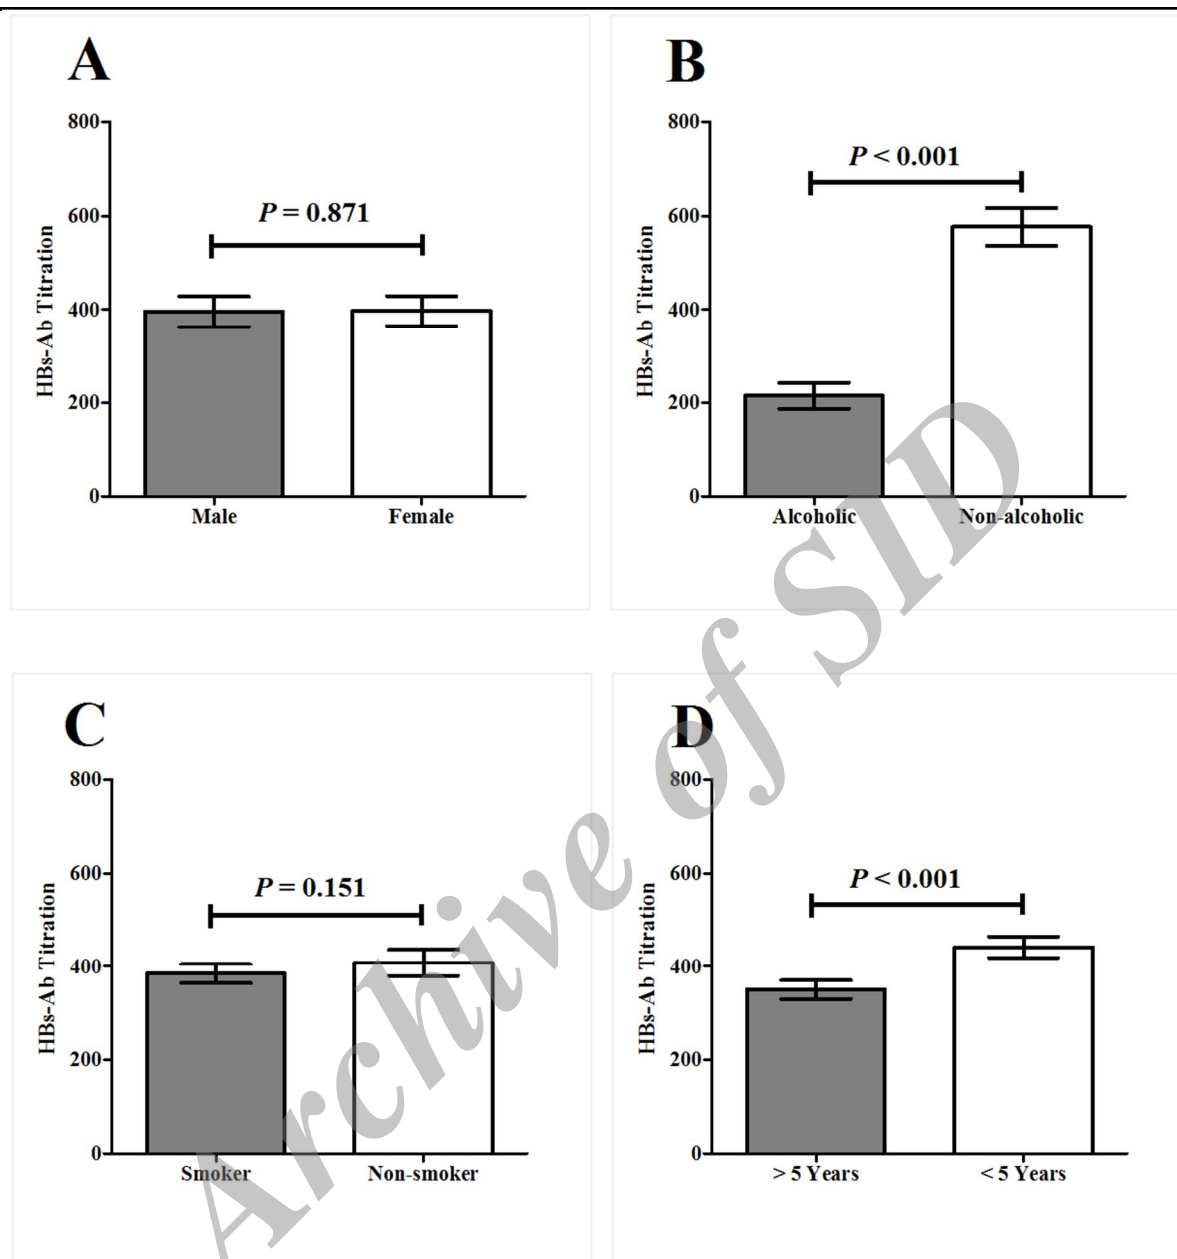 A
HBs-Ab Titration
800
600
400
200
0
P = 0.871
Male Female
B
HBs-Ab Titration
800
600
400
200
0
P < 0.001
Alcoholic Non-alcoholic
C
HBs-Ab Titration
800
600
400
200
0
P = 0.151
Smoker Non-smoker
D
HBs-Ab Titration
800
600
400
200
0
P < 0.001
> 5 Years < 5 Years
Archive of SID